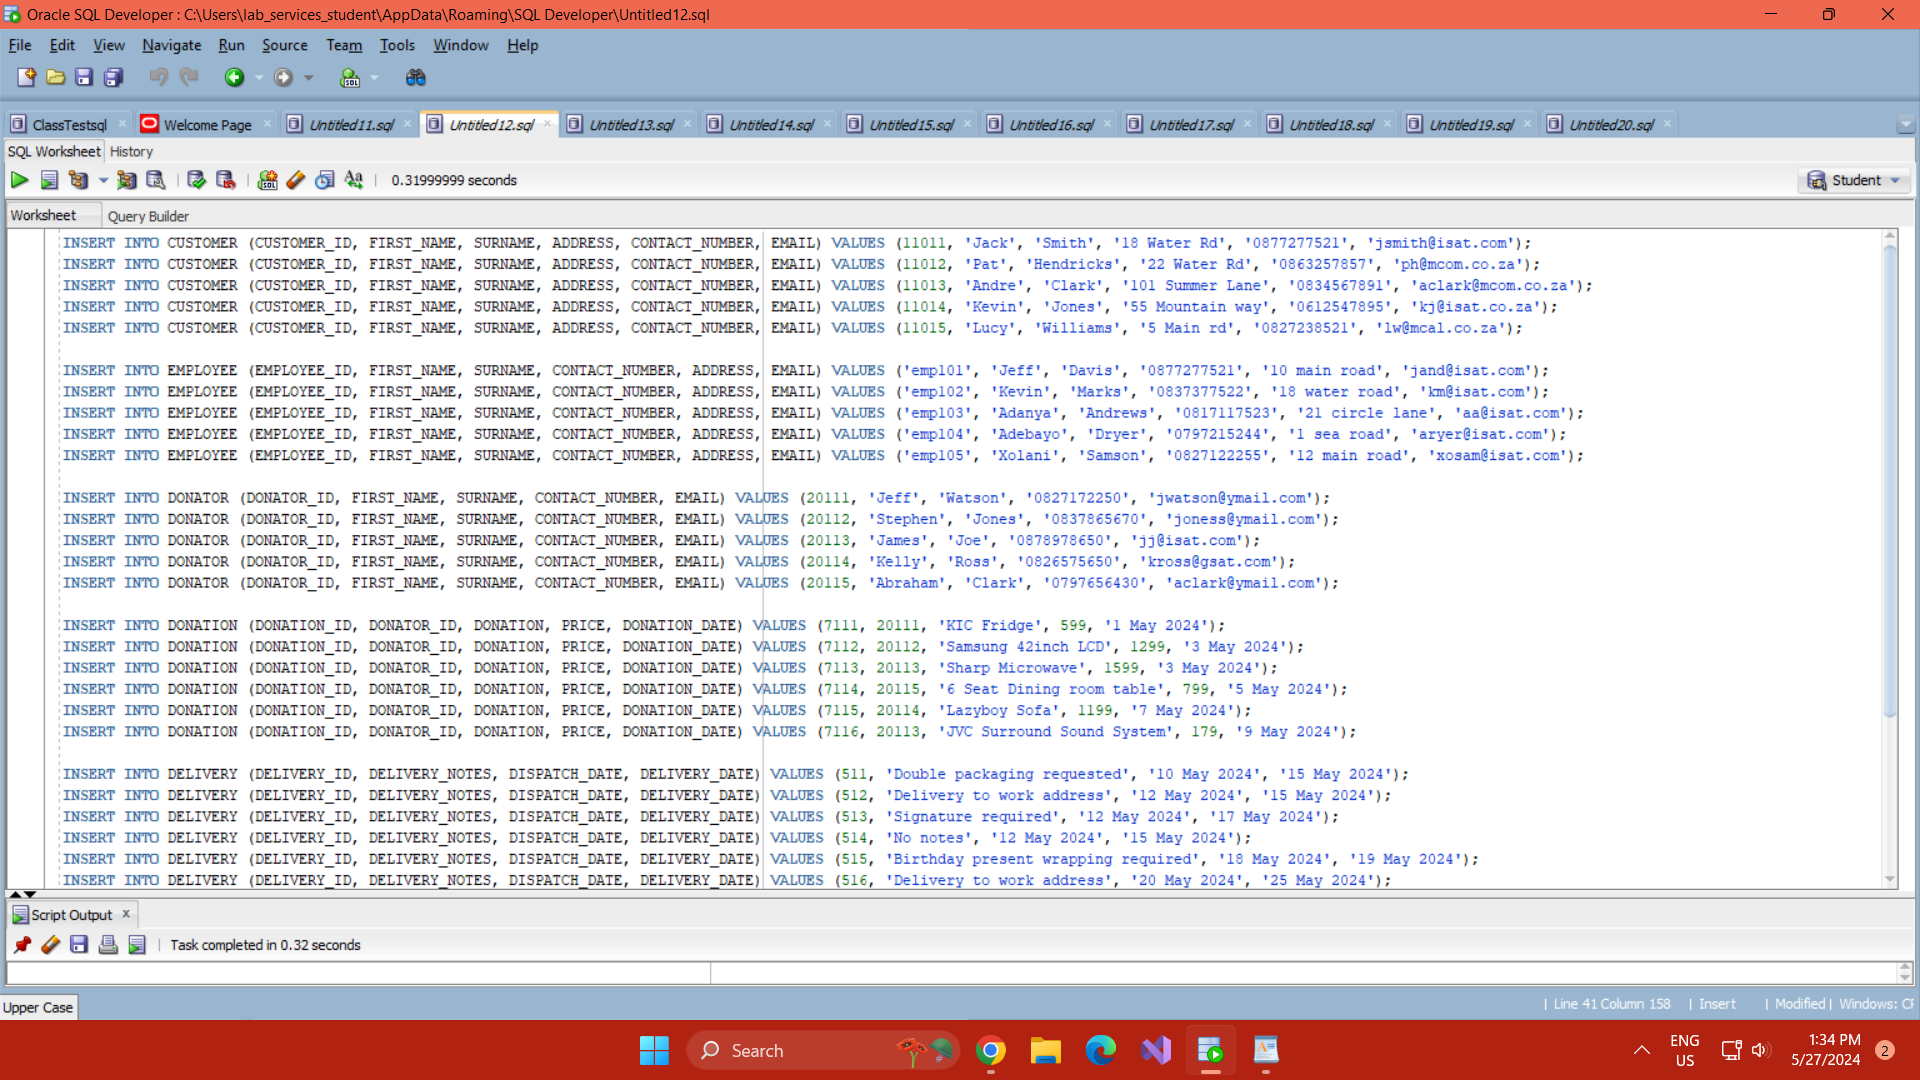 Oracle SQL Developer : C:\Users\lab_services_student\AppData\Roaming\SQL Developer\Untitled12.sql
File Edit View Navigate Run Source Team Tools Window Help
ClassTestsql Welcome Page Untitled11.sql Untitled12.sql Untitled13.sql Untitled14.sql Untitled15.sql Untitled16.sql Untitled17.sql Untitled18.sql Untitled19.sql Untitled20.sql
SQL Worksheet History
0.31999999 seconds
Student
Worksheet Query Builder
INSERT INTO CUSTOMER (CUSTOMER_ID, FIRST_NAME, SURNAME, ADDRESS, CONTACT_NUMBER, EMAIL) VALUES (11011, 'Jack', 'Smith', '18 Water Rd', '0877277521', 'jsmith@isat.com');
INSERT INTO CUSTOMER (CUSTOMER_ID, FIRST_NAME, SURNAME, ADDRESS, CONTACT_NUMBER, EMAIL) VALUES (11012, 'Pat', 'Hendricks', '22 Water Rd', '0863257857', 'ph@mcom.co.za');
INSERT INTO CUSTOMER (CUSTOMER_ID, FIRST_NAME, SURNAME, ADDRESS, CONTACT_NUMBER, EMAIL) VALUES (11013, 'Andre', 'Clark', '101 Summer Lane', '0834567891', 'aclark@mcom.co.za');
INSERT INTO CUSTOMER (CUSTOMER_ID, FIRST_NAME, SURNAME, ADDRESS, CONTACT_NUMBER, EMAIL) VALUES (11014, 'Kevin', 'Jones', '55 Mountain way', '0612547895', 'kj@isat.co.za');
INSERT INTO CUSTOMER (CUSTOMER_ID, FIRST_NAME, SURNAME, ADDRESS, CONTACT_NUMBER, EMAIL) VALUES (11015, 'Lucy', 'Williams', '5 Main rd', '0827238521', 'lw@mcal.co.za');
INSERT INTO EMPLOYEE (EMPLOYEE_ID, FIRST_NAME, SURNAME, CONTACT_NUMBER, ADDRESS, EMAIL) VALUES ('emp101', 'Jeff', 'Davis', '0877277521', '10 main road', 'jand@isat.com');
INSERT INTO EMPLOYEE (EMPLOYEE_ID, FIRST_NAME, SURNAME, CONTACT_NUMBER, ADDRESS, EMAIL) VALUES ('emp102', 'Kevin', 'Marks', '0837377522', '18 water road', 'km@isat.com');
INSERT INTO EMPLOYEE (EMPLOYEE_ID, FIRST_NAME, SURNAME, CONTACT_NUMBER, ADDRESS, EMAIL) VALUES ('emp103', 'Adanya', 'Andrews', '0817117523', '21 circle lane', 'aa@isat.com');
INSERT INTO EMPLOYEE (EMPLOYEE_ID, FIRST_NAME, SURNAME, CONTACT_NUMBER, ADDRESS, EMAIL) VALUES ('emp104', 'Adebayo', 'Dryer', '0797215244', '1 sea road', 'aryer@isat.com');
INSERT INTO EMPLOYEE (EMPLOYEE_ID, FIRST_NAME, SURNAME, CONTACT_NUMBER, ADDRESS, EMAIL) VALUES ('emp105', 'Xolani', 'Samson', '0827122255', '12 main road', 'xosam@isat.com');
INSERT INTO DONATOR (DONATOR_ID, FIRST_NAME, SURNAME, CONTACT_NUMBER, EMAIL) VALUES (20111, 'Jeff', 'Watson', '0827172250', 'jwatson@ymail.com');
INSERT INTO DONATOR (DONATOR_ID, FIRST_NAME, SURNAME, CONTACT_NUMBER, EMAIL) VALUES (20112, 'Stephen', 'Jones', '0837865670', 'joness@ymail.com');
INSERT INTO DONATOR (DONATOR_ID, FIRST_NAME, SURNAME, CONTACT_NUMBER, EMAIL) VALUES (20113, 'James', 'Joe', '0878978650', 'jj@isat.com');
INSERT INTO DONATOR (DONATOR_ID, FIRST_NAME, SURNAME, CONTACT_NUMBER, EMAIL) VALUES (20114, 'Kelly', 'Ross', '0826575650', 'kross@gsat.com');
INSERT INTO DONATOR (DONATOR_ID, FIRST_NAME, SURNAME, CONTACT_NUMBER, EMAIL) VALUES (20115, 'Abraham', 'Clark', '0797656430', 'aclark@ymail.com');
INSERT INTO DONATION (DONATION_ID, DONATOR_ID, DONATION, PRICE, DONATION_DATE) VALUES (7111, 20111, 'KIC Fridge', 599, '1 May 2024');
INSERT INTO DONATION (DONATION_ID, DONATOR_ID, DONATION, PRICE, DONATION_DATE) VALUES (7112, 20112, 'Samsung 42inch LCD', 1299, '3 May 2024');
INSERT INTO DONATION (DONATION_ID, DONATOR_ID, DONATION, PRICE, DONATION_DATE) VALUES (7113, 20113, 'Sharp Microwave', 1599, '3 May 2024');
INSERT INTO DONATION (DONATION_ID, DONATOR_ID, DONATION, PRICE, DONATION_DATE) VALUES (7114, 20115, '6 Seat Dining room table', 799, '5 May 2024');
INSERT INTO DONATION (DONATION_ID, DONATOR_ID, DONATION, PRICE, DONATION_DATE) VALUES (7115, 20114, 'Lazyboy Sofa', 1199, '7 May 2024');
INSERT INTO DONATION (DONATION_ID, DONATOR_ID, DONATION, PRICE, DONATION_DATE) VALUES (7116, 20113, 'JVC Surround Sound System', 179, '9 May 2024');
INSERT INTO DELIVERY (DELIVERY_ID, DELIVERY_NOTES, DISPATCH_DATE, DELIVERY_DATE) VALUES (511, 'Double packaging requested', '10 May 2024', '15 May 2024');
INSERT INTO DELIVERY (DELIVERY_ID, DELIVERY_NOTES, DISPATCH_DATE, DELIVERY_DATE) VALUES (512, 'Delivery to work address', '12 May 2024', '15 May 2024');
INSERT INTO DELIVERY (DELIVERY_ID, DELIVERY_NOTES, DISPATCH_DATE, DELIVERY_DATE) VALUES (513, 'Signature required', '12 May 2024', '17 May 2024');
INSERT INTO DELIVERY (DELIVERY_ID, DELIVERY_NOTES, DISPATCH_DATE, DELIVERY_DATE) VALUES (514, 'No notes', '12 May 2024', '15 May 2024');
INSERT INTO DELIVERY (DELIVERY_ID, DELIVERY_NOTES, DISPATCH_DATE, DELIVERY_DATE) VALUES (515, 'Birthday present wrapping required', '18 May 2024', '19 May 2024');
INSERT INTO DELIVERY (DELIVERY_ID, DELIVERY_NOTES, DISPATCH_DATE, DELIVERY_DATE) VALUES (516, 'Delivery to work address', '20 May 2024', '25 May 2024');
Script Output
Task completed in 0.32 seconds
Upper Case
| Line 41 Column 158 | Insert | Modified | Windows: CF
Search
ENG
US
1:34 PM
5/27/2024
2